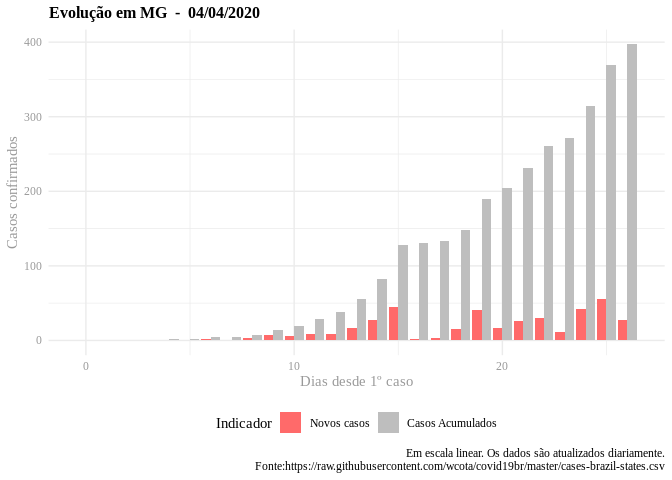 Evolução em MG  -  04/04/2020
400
300
200
100
0
Casos confirmados
0 10 20
Dias desde 1º caso
Indicador Novos casos Casos Acumulados
Em escala linear. Os dados são atualizados diariamente.
Fonte:https://raw.githubusercontent.com/wcota/covid19br/master/cases-brazil-states.csv